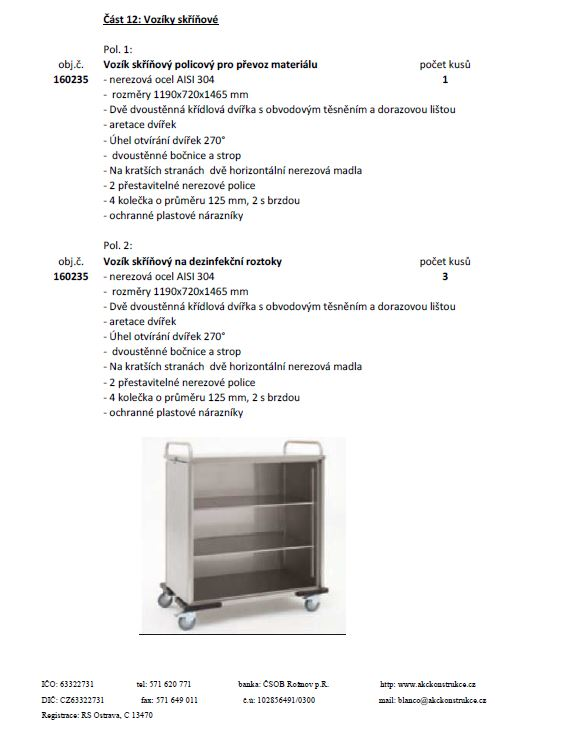 Část 12: Vozíky skříňové
Pol. 1:
obj.č. Vozík skříňový policový pro převoz materiálu počet kusů
160235 - nerezová ocel AISI 304 1
- rozměry 1190x720x1465 mm
- Dvě dvoustěnná křídlová dvířka s obvodovým těsněním a dorazovou lištou
- aretace dvířek
- Úhel otvírání dvířek 270°
- dvoustěnné bočnice a strop
- Na kratších stranách dvě horizontální nerezová madla
- 2 přestavitelné nerezové police
- 4 kolečka o průměru 125 mm, 2 s brzdou
- ochranné plastové nárazníky
Pol. 2:
obj.č. Vozík skříňový na dezinfekční roztoky počet kusů
160235 - nerezová ocel AISI 304 3
- rozměry 1190x720x1465 mm
- Dvě dvoustěnná křídlová dvířka s obvodovým těsněním a dorazovou lištou
- aretace dvířek
- Úhel otvírání dvířek 270°
- dvoustěnné bočnice a strop
- Na kratších stranách dvě horizontální nerezová madla
- 2 přestavitelné nerezové police
- 4 kolečka o průměru 125 mm, 2 s brzdou
- ochranné plastové nárazníky
IČO: 63322731 tel: 571 620 771 banka: ČSOB Rožnov p.R. http: www.akckonstrukce.cz
DIČ: CZ63322731 fax: 571 649 011 č.ú: 102856491/0300 mail: blanco@akckonstrukce.cz
Registrace: RS Ostrava, C 13470